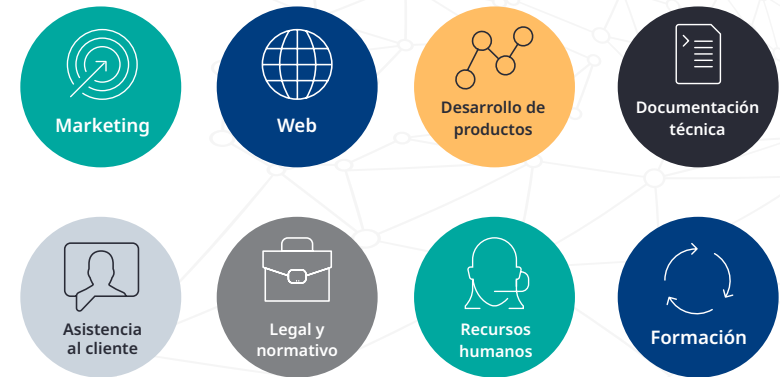 Marketing
Web
Desarrollo de
productos
Documentación
técnica
Asistencia
al cliente
Legal y
normativo
Recursos
humanos
Formación